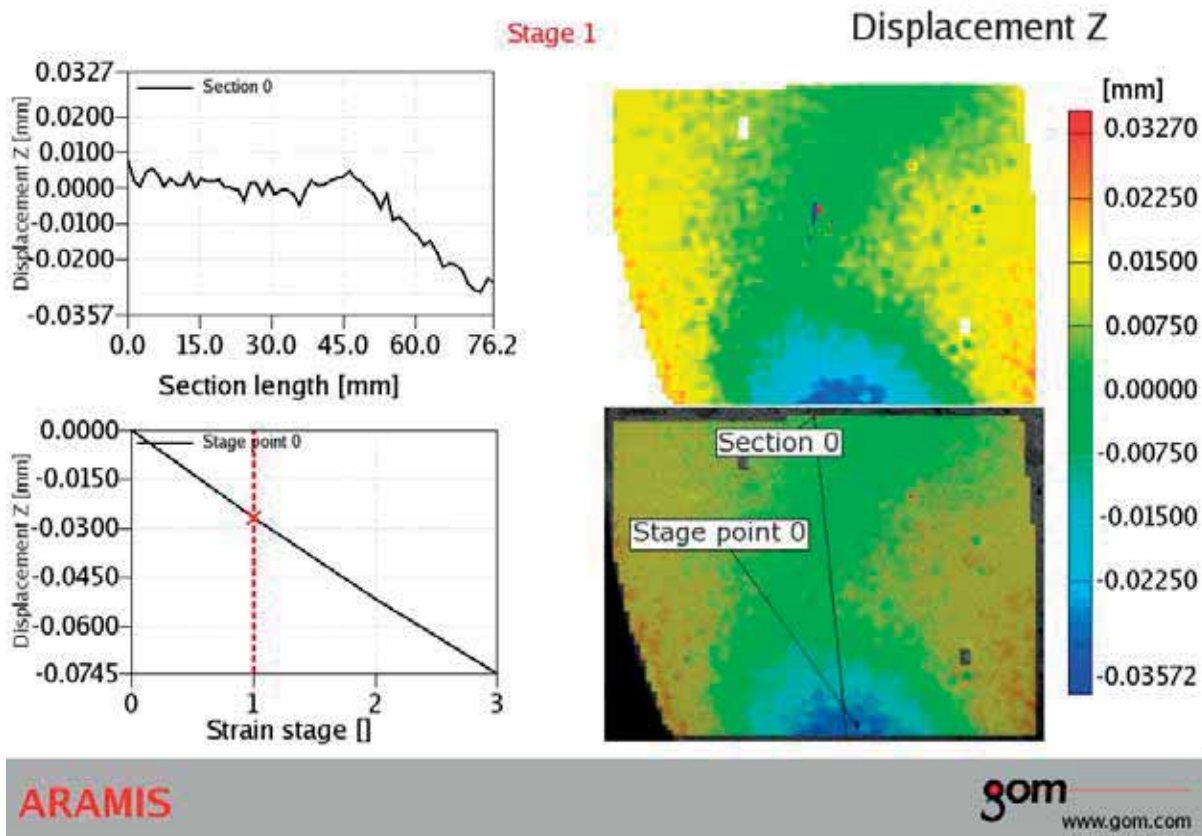 Stage 1
Displacement Z
Displacement Z [mm]
0.0327
0.0200
0.0100
0.0000
-0.0100
-0.0200
-0.0357
Section 0
0.0 15.0 30.0 45.0 60.0 76.2
Section length [mm]
[mm]
0.03270
0.02250
0.01500
0.00750
0.00000
-0.00750
-0.01500
-0.02250
-0.03572
Displacement Z [mm]
0.0000
-0.0150
-0.0300
-0.0450
-0.0600
-0.0745
Stage point 0
0 1 2 3
Strain stage []
Section 0
Stage point 0
ARAMIS
gom
www.gom.com